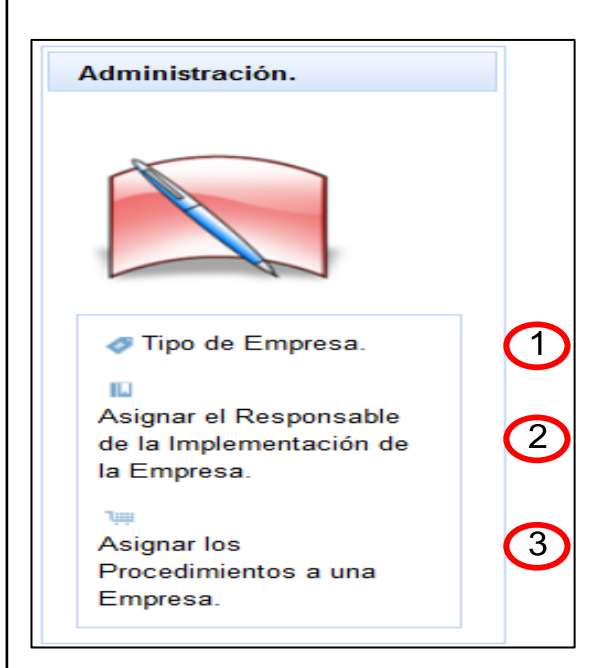 Administración.
Tipo de Empresa.
1
Asignar el Responsable
de la Implementación de
la Empresa.
2
Asignar los
Procedimientos a una
Empresa.
3